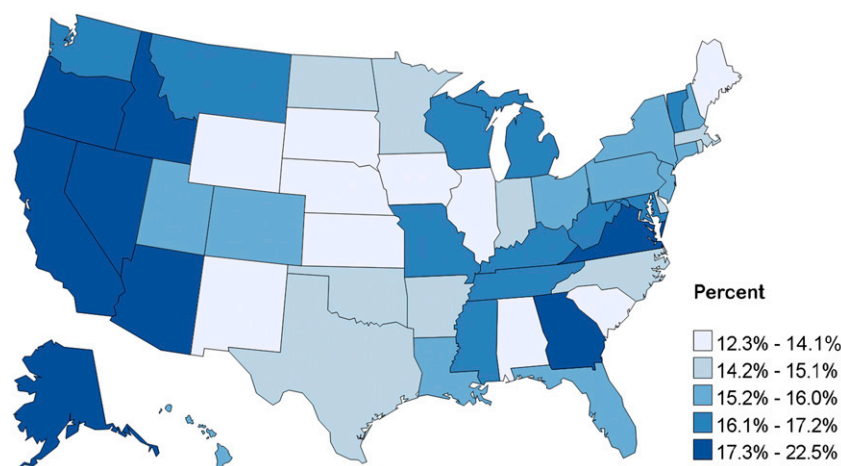 Percent
12.3% - 14.1%
14.2% - 15.1%
15.2% - 16.0%
16.1% - 17.2%
17.3% - 22.5%